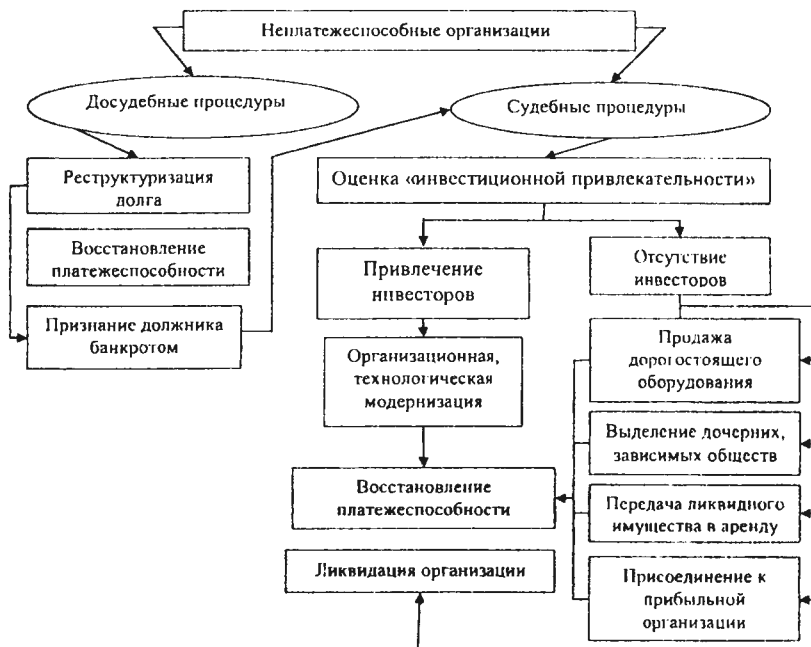 Неплатежеспособные организации
Досудебные процедуры
Судебные процедуры
Реструктуризация
долга
Оценка «инвестиционной привлекательности»
Восстановление
платежеспособности
Привлечение
инвесторов
Отсутствие
инвесторов
Признание должника
банкротом
Организационная,
технологическая
модернизация
Продажа
дорогостоящего
оборудования
Выделение дочерних,
зависимых обществ
Восстановление
платежеспособности
Передача ликвидного
имущества в аренду
Ликвидация организации
Присоединение к
прибыльной
организации